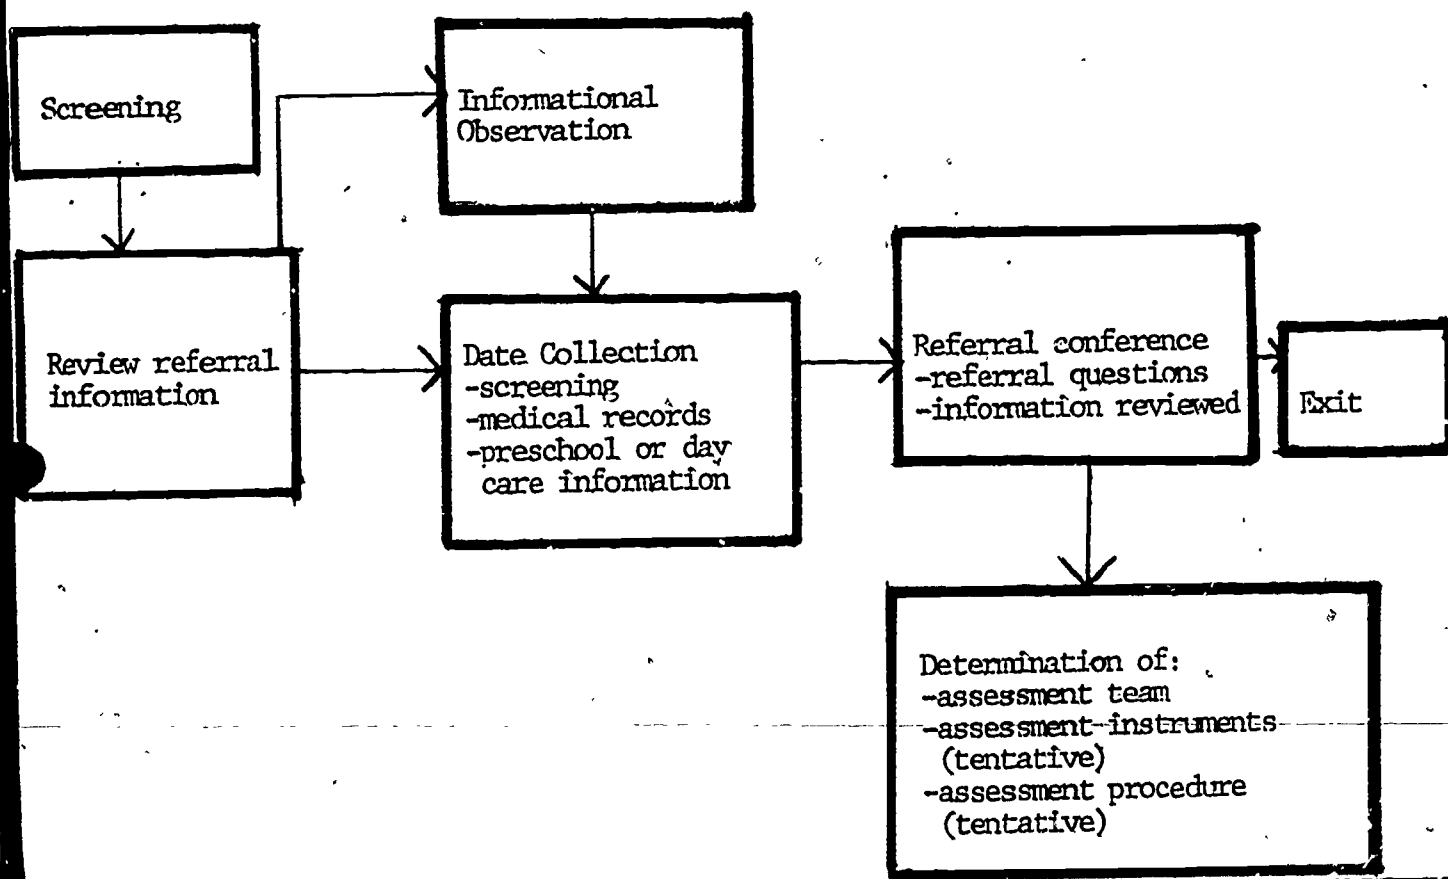 Screening
Informational
Observation
Review referral
information
Date Collection
-screening
-medical records
-preschool or day
care information
Referral conference
-referral questions
-information reviewed
Exit
Determination of:
-assessment team
-assessment instruments
(tentative)
-assessment procedure
(tentative)